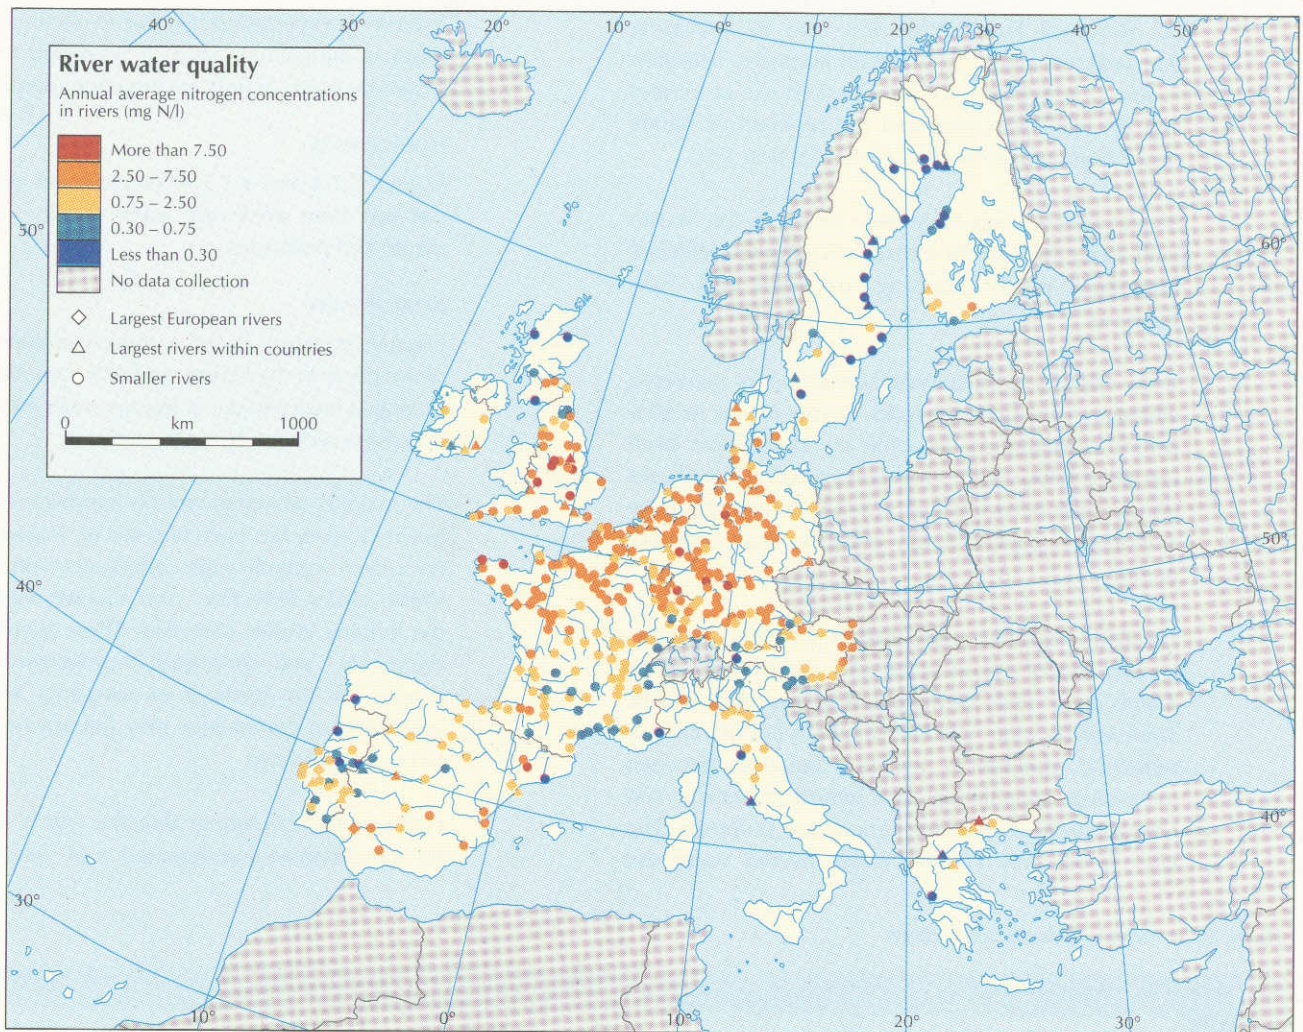 40°
30°
20°
10°
0°
10°
20°
30°
40°
50°
River water quality
Annual average nitrogen concentrations
in rivers (mg N/l)
More than 7.50
2.50 – 7.50
0.75 – 2.50
0.30 – 0.75
Less than 0.30
No data collection
Largest European rivers
Largest rivers within countries
Smaller rivers
0 km 1000
50°
60°
50°
40°
40°
30°
10°
0°
10°
20°
30°